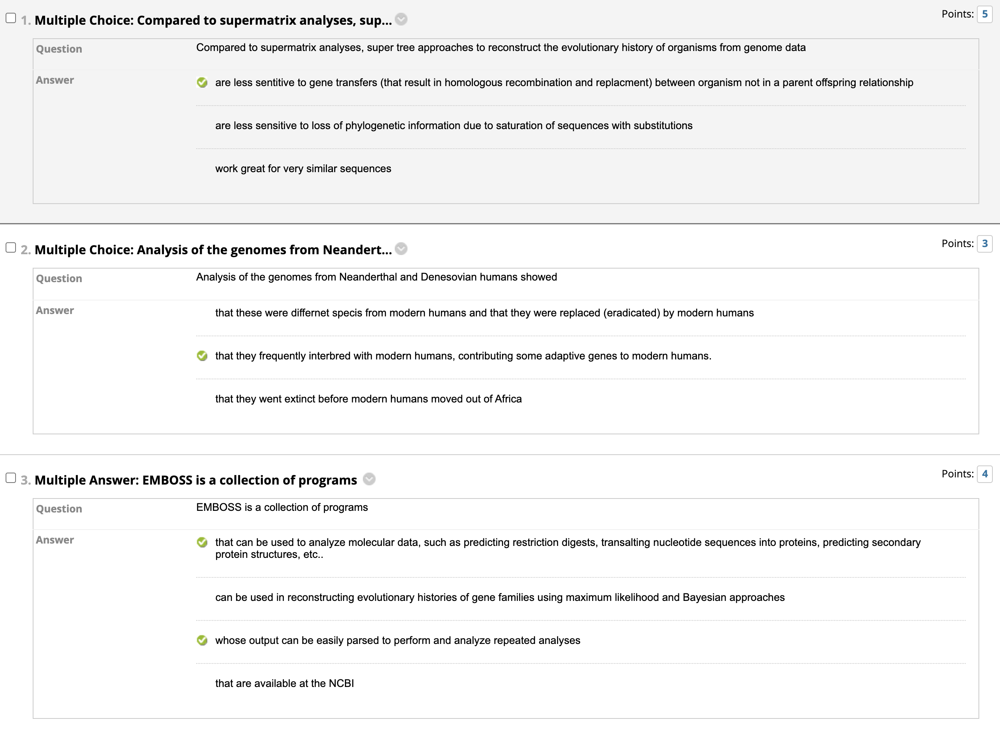 1. Multiple Choice: Compared to supermatrix analyses, sup...
Points: 5
Question
Compared to supermatrix analyses, super tree approaches to reconstruct the evolutionary history of organisms from genome data
Answer
are less sentitive to gene transfers (that result in homologous recombination and replacment) between organism not in a parent offspring relationship
are less sensitive to loss of phylogenetic information due to saturation of sequences with substitutions
work great for very similar sequences
2. Multiple Choice: Analysis of the genomes from Neandert...
Points: 3
Question
Analysis of the genomes from Neanderthal and Denesovian humans showed
Answer
that these were differnet specis from modern humans and that they were replaced (eradicated) by modern humans
that they frequently interbred with modern humans, contributing some adaptive genes to modern humans.
that they went extinct before modern humans moved out of Africa
3. Multiple Answer: EMBOSS is a collection of programs
Points: 4
Question
EMBOSS is a collection of programs
Answer
that can be used to analyze molecular data, such as predicting restriction digests, transalting nucleotide sequences into proteins, predicting secondary
protein structures, etc..
can be used in reconstructing evolutionary histories of gene families using maximum likelihood and Bayesian approaches
whose output can be easily parsed to perform and analyze repeated analyses
that are available at the NCBI